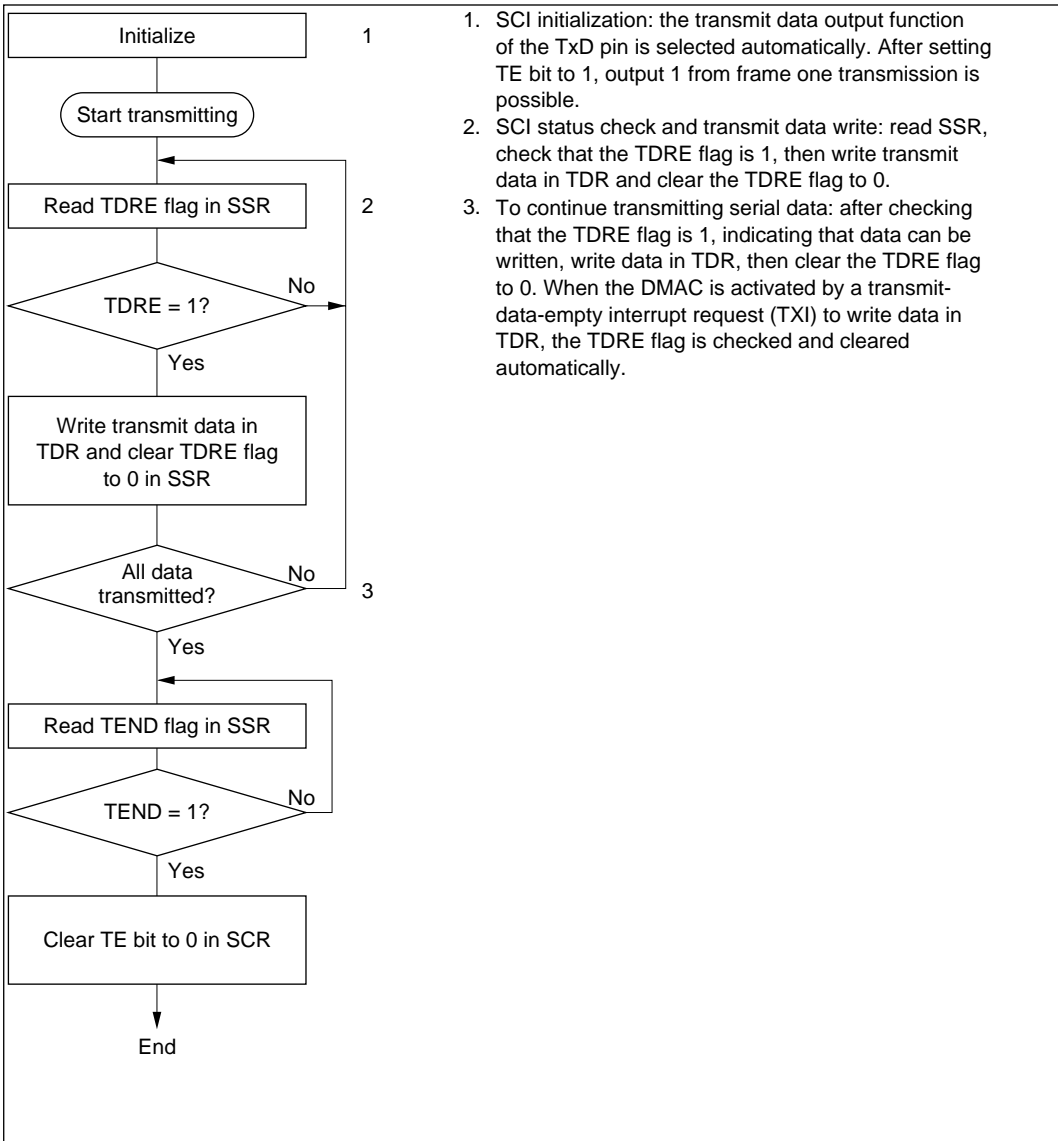 Initialize
1
Start transmitting
Read TDRE flag in SSR
2
TDRE = 1?
No
Yes
Write transmit data in
TDR and clear TDRE flag
to 0 in SSR
All data
transmitted?
No
3
Yes
Read TEND flag in SSR
TEND = 1?
No
Yes
Clear TE bit to 0 in SCR
End
1. SCI initialization: the transmit data output function
of the TxD pin is selected automatically. After setting
TE bit to 1, output 1 from frame one transmission is
possible.
2. SCI status check and transmit data write: read SSR,
check that the TDRE flag is 1, then write transmit
data in TDR and clear the TDRE flag to 0.
3. To continue transmitting serial data: after checking
that the TDRE flag is 1, indicating that data can be
written, write data in TDR, then clear the TDRE flag
to 0. When the DMAC is activated by a transmit-
data-empty interrupt request (TXI) to write data in
TDR, the TDRE flag is checked and cleared
automatically.